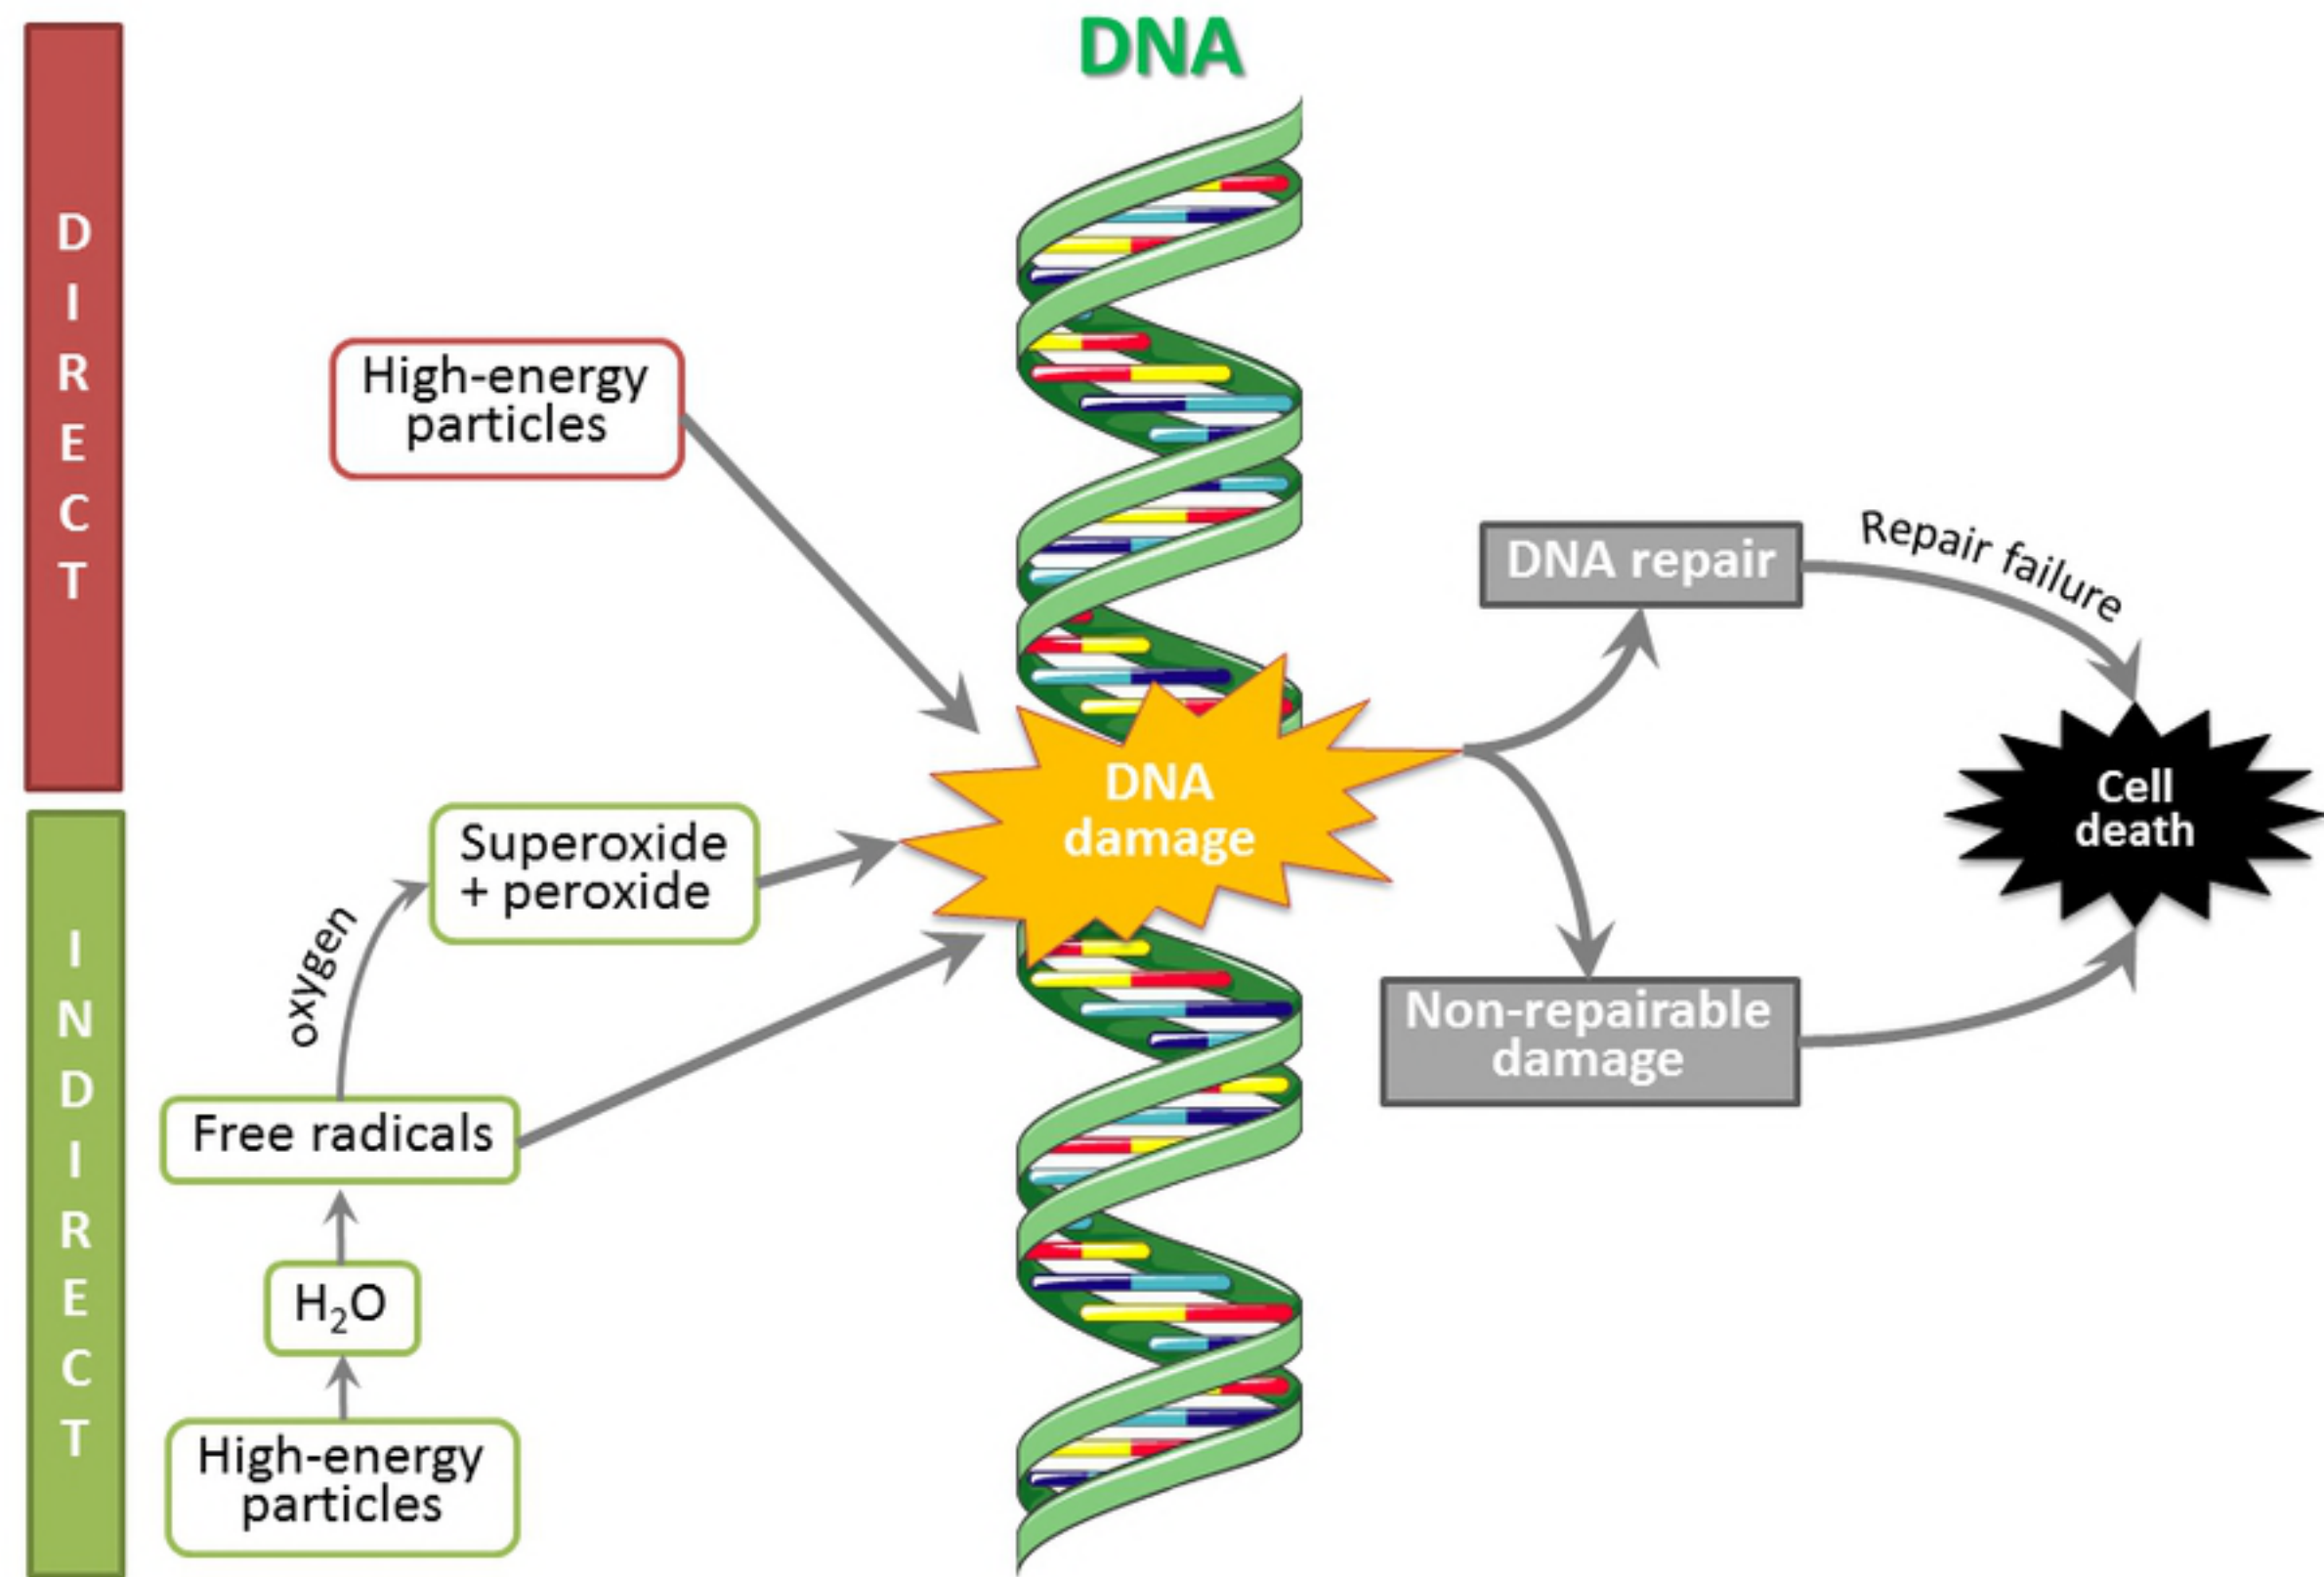 DNA
DIRECT
High-energy
particles
DNA repair
Repair failure
DNA
damage
Cell
death
Superoxide
+ peroxide
oxygen
Non-repairable
damage
INDIRECT
Free radicals
H₂O
High-energy
particles